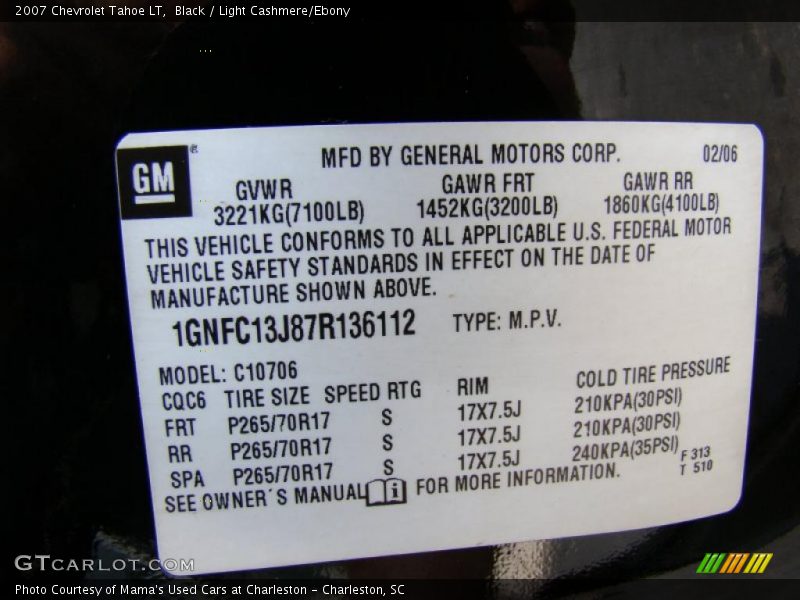 2007 Chevrolet Tahoe LT,  Black / Light Cashmere/Ebony
GM
MFD BY GENERAL MOTORS CORP. 02/06
GVWR GAWR FRT GAWR RR
3221KG(7100LB) 1452KG(3200LB) 1860KG(4100LB)
THIS VEHICLE CONFORMS TO ALL APPLICABLE U.S. FEDERAL MOTOR
VEHICLE SAFETY STANDARDS IN EFFECT ON THE DATE OF
MANUFACTURE SHOWN ABOVE.
1GNFC13J87R136112 TYPE: M.P.V.
MODEL: C10706
CQC6 TIRE SIZE SPEED RTG RIM COLD TIRE PRESSURE
FRT P265/70R17 S 17X7.5J 210KPA(30PSI)
RR P265/70R17 S 17X7.5J 210KPA(30PSI)
SPA P265/70R17 S 17X7.5J 240KPA(35PSI)
F 313
T 510
SEE OWNER'S MANUAL i FOR MORE INFORMATION.
GTCARLOT.COM
Photo Courtesy of Mama's Used Cars at Charleston – Charleston, SC